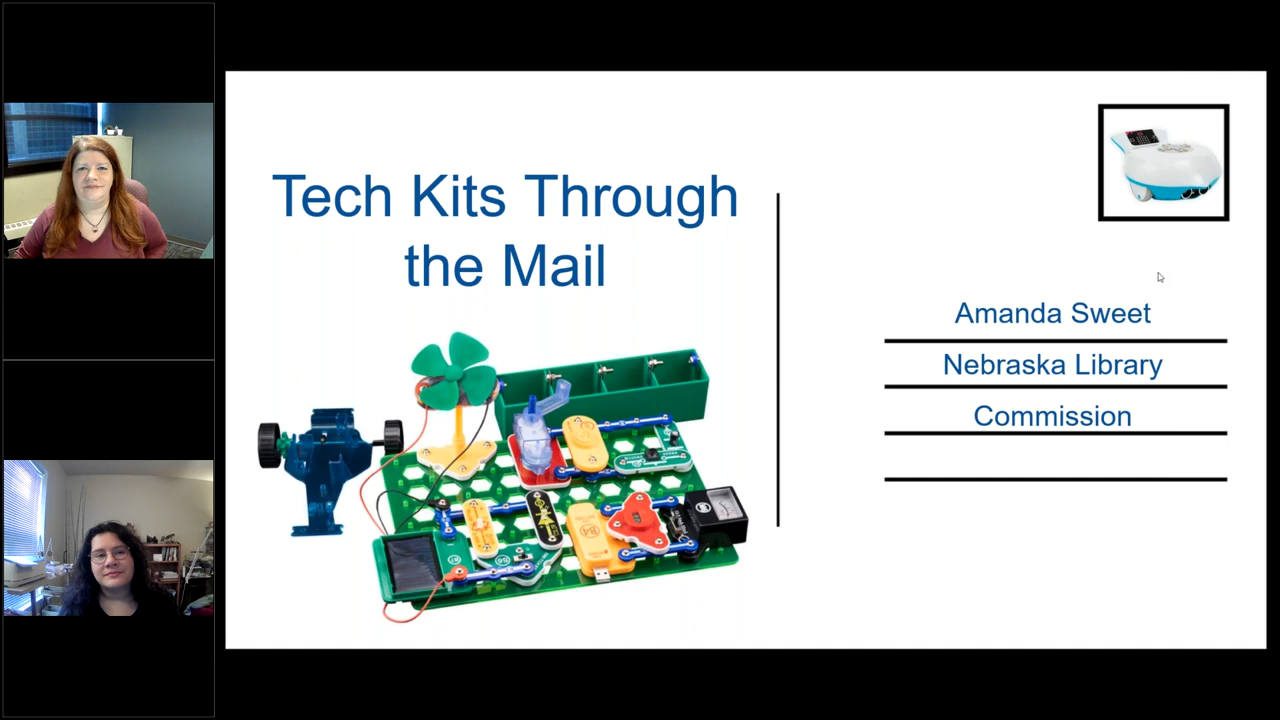 Tech Kits Through
the Mail
Amanda Sweet
Nebraska Library
Commission